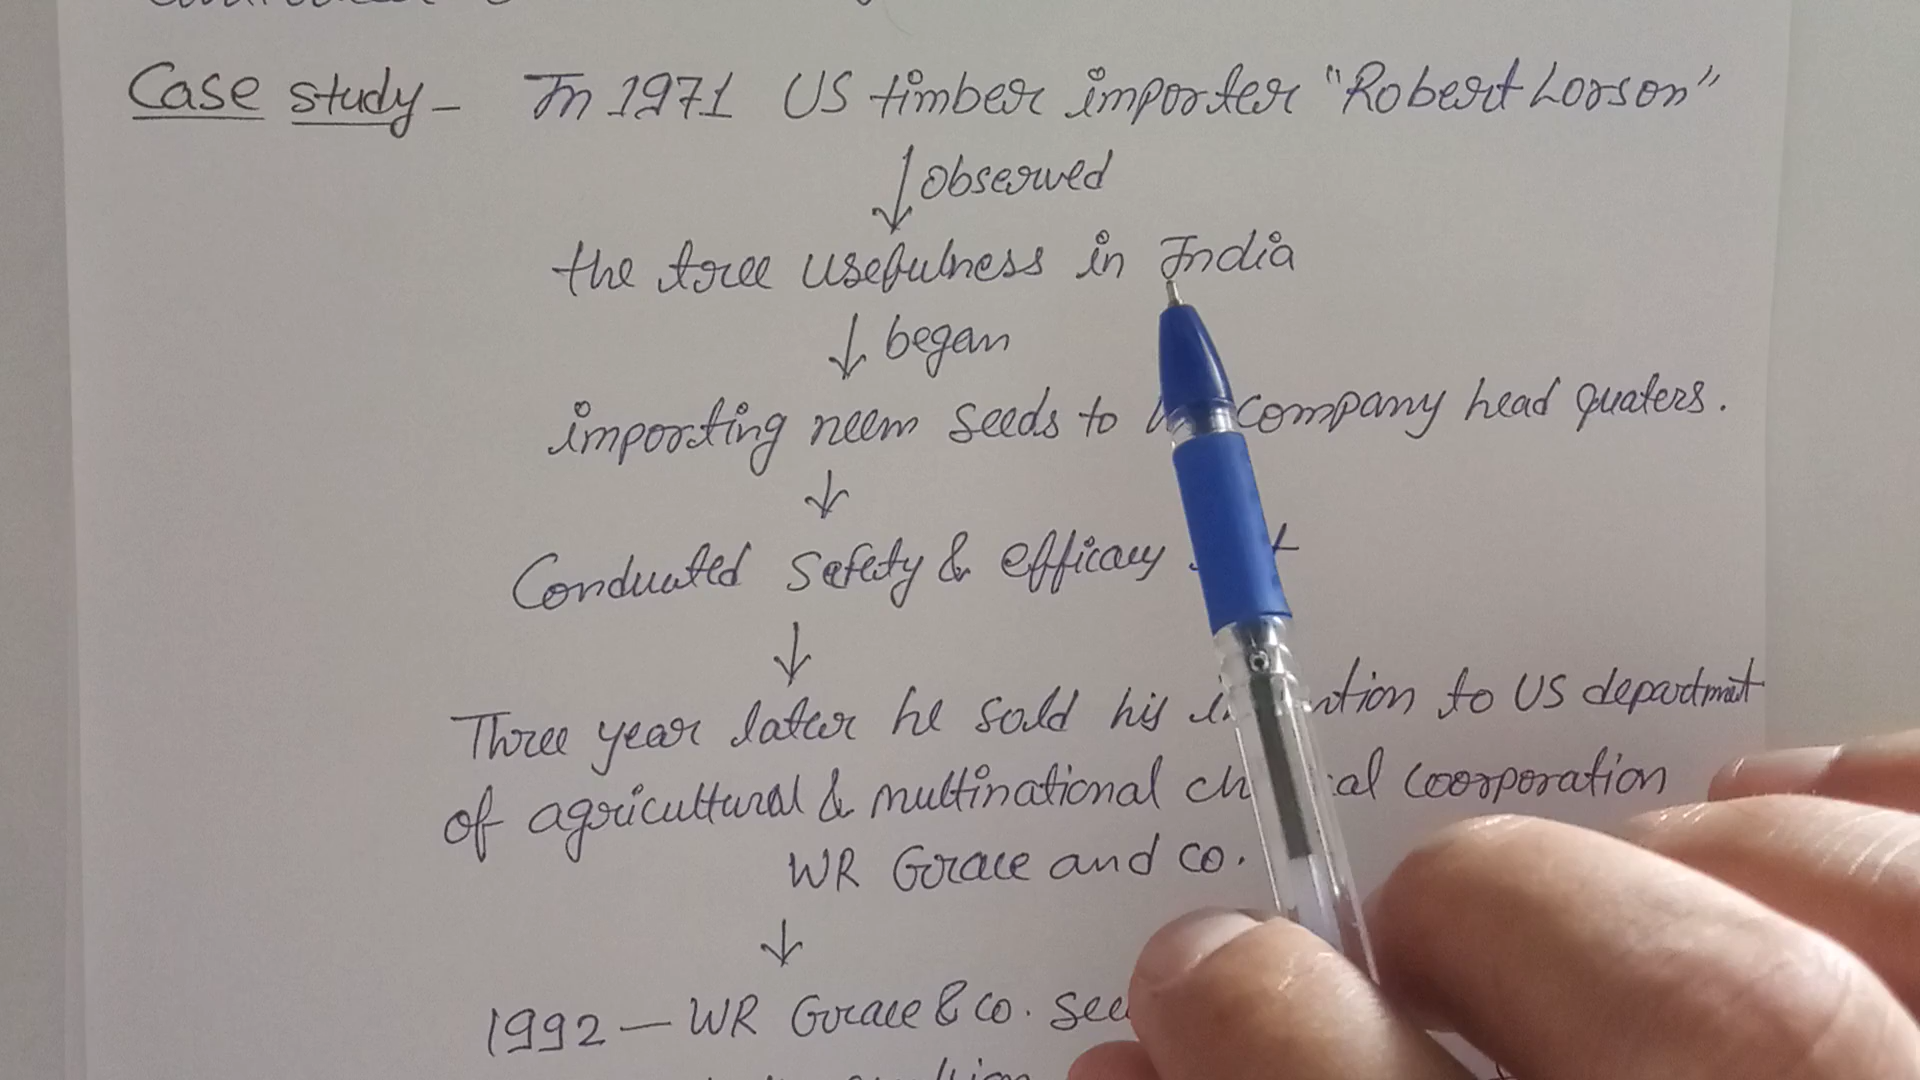 Case study - In 1971 US timber importer "Robert Lorson"
↓ observed
the tree usefulness in India
↓ began
importing neem seeds to company head quaters.
↓
Conducted safety & efficacy
↓
Three year later he sold his to US department
of agricultural & multinational coorporation
WR Grace and co.
↓
1992 — WR Grace & co.